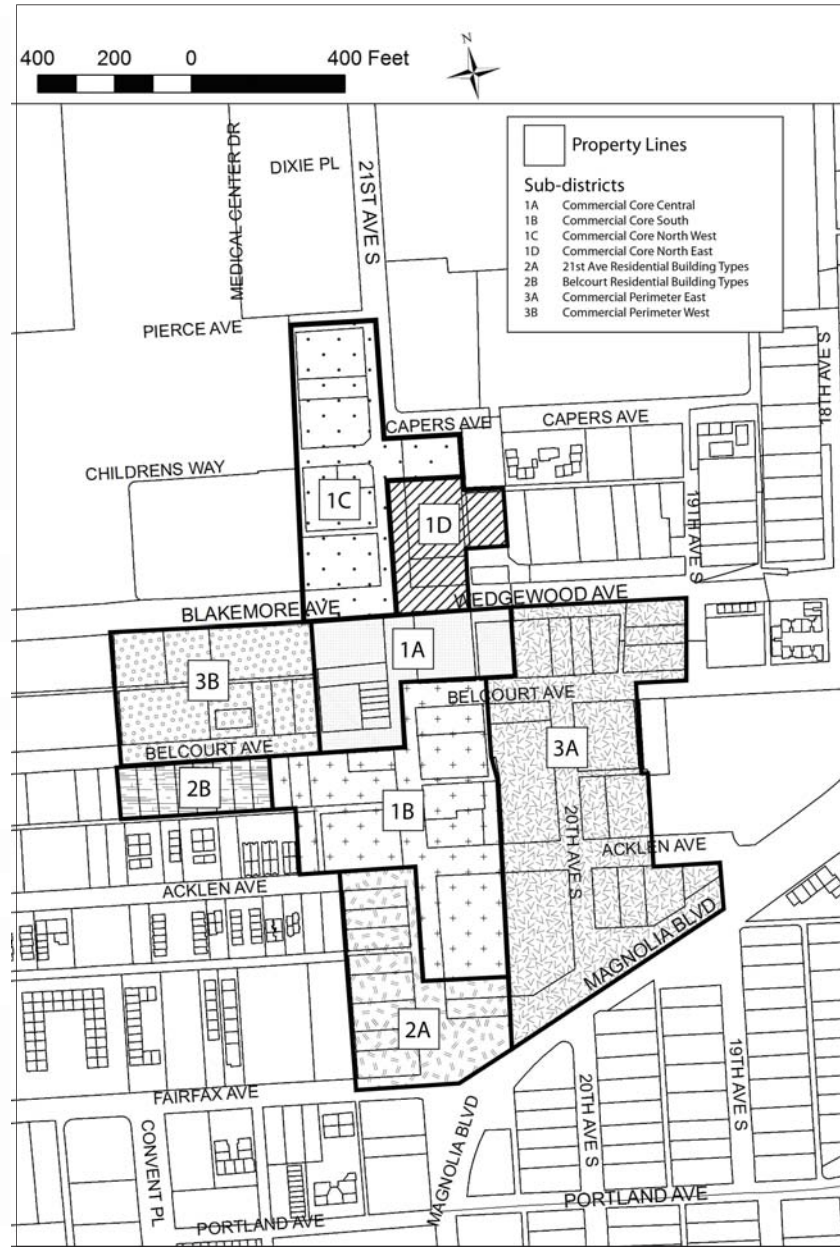 400 200 0 400 Feet
N
MEDICAL CENTER DR
DIXIE PL
21ST AVE S
Property Lines
Sub-districts
1A Commercial Core Central
1B Commercial Core South
1C Commercial Core North West
1D Commercial Core North East
2A 21st Ave Residential Building Types
2B Belcourt Residential Building Types
3A Commercial Perimeter East
3B Commercial Perimeter West
PIERCE AVE
18TH AVE S
CAPERS AVE
CAPERS AVE
CHILDRENS WAY
1C
1D
19TH AVE S
BLAKEMORE AVE
WEDGEWOOD AVE
1A
3B
BELCOURT AVE
3A
BELCOURT AVE
2B
1B
20TH AVE S
ACKLEN AVE
ACKLEN AVE
MAGNOLIA BLVD
2A
FAIRFAX AVE
20TH AVE S
19TH AVE S
CONVENT PL
MAGNOLIA BLVD
PORTLAND AVE
PORTLAND AVE